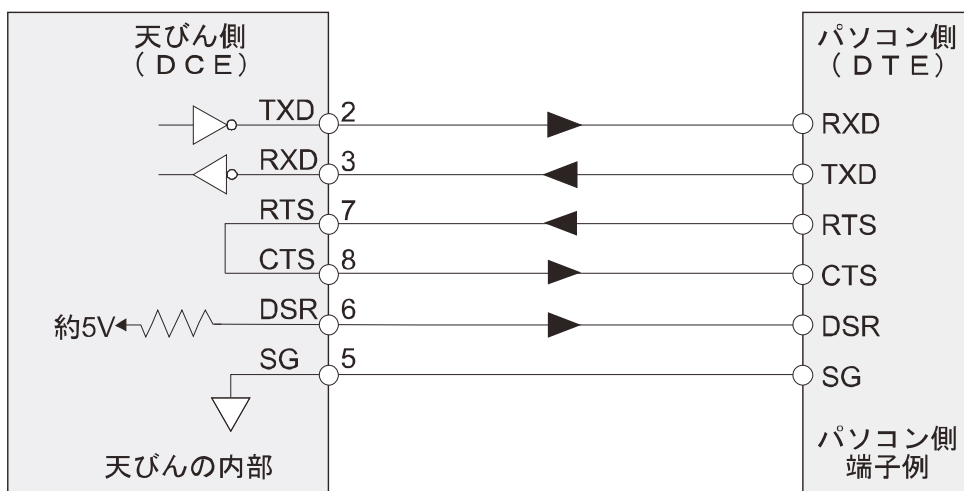 天びん側
（ＤＣＥ）
パソコン側
（ＤＴＥ）
TXD 2 RXD
RXD 3 TXD
RTS 7 RTS
CTS 8 CTS
約5V DSR 6 DSR
SG 5 SG
天びんの内部
パソコン側
端子例